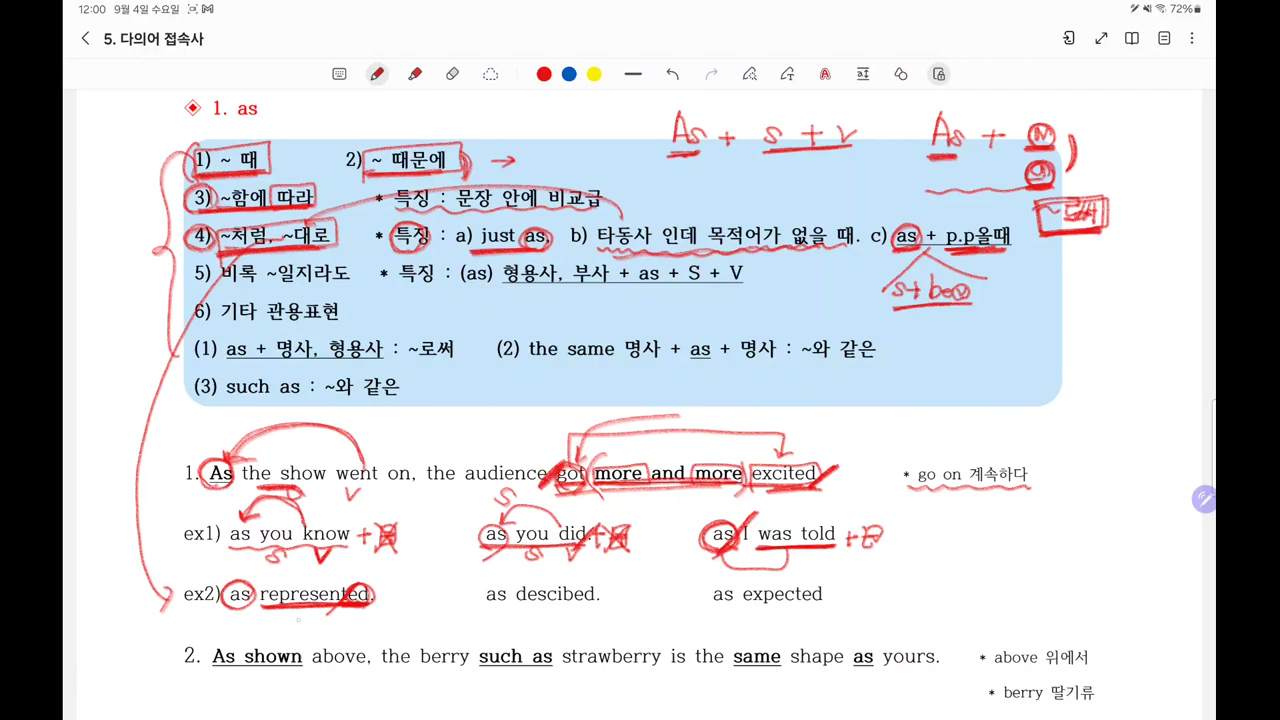 12:00 9월 4일 수요일 72%
5. 다의어 접속사
1. as
As + s + v As + ⓝ
1) ~ 때 2) ~ 때문에
3) ~함에 따라 * 특징 : 문장 안에 비교급
4) ~처럼, ~대로 * 특징 : a) just as, b) 타동사 인데 목적어가 없을 때. c) as + p.p올때
5) 비록 ~일지라도 * 특징 : (as) 형용사, 부사 + as + S + V
s + be
6) 기타 관용표현
(1) as + 명사, 형용사 : ~로써 (2) the same 명사 + as + 명사 : ~와 같은
(3) such as : ~와 같은
1. As the show went on, the audience got more and more excited * go on 계속하다
v S
ex1) as you know + 목 as you did. + 목 as I was told +
S V S V
ex2) as represented. as descibed. as expected
2. As shown above, the berry such as strawberry is the same shape as yours. * above 위에서
* berry 딸기류